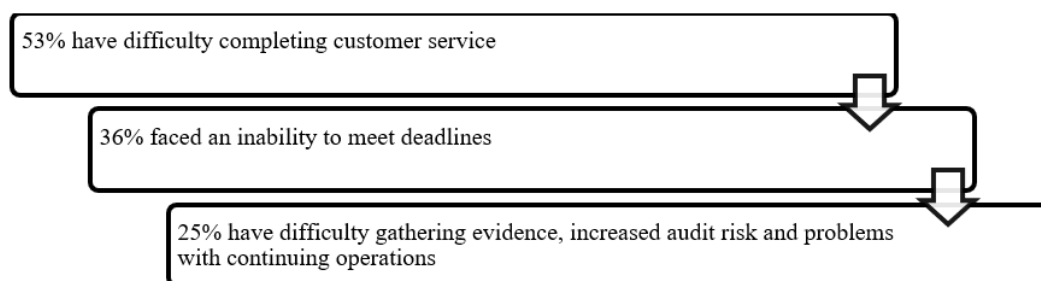 53% have difficulty completing customer service
36% faced an inability to meet deadlines
25% have difficulty gathering evidence, increased audit risk and problems
with continuing operations